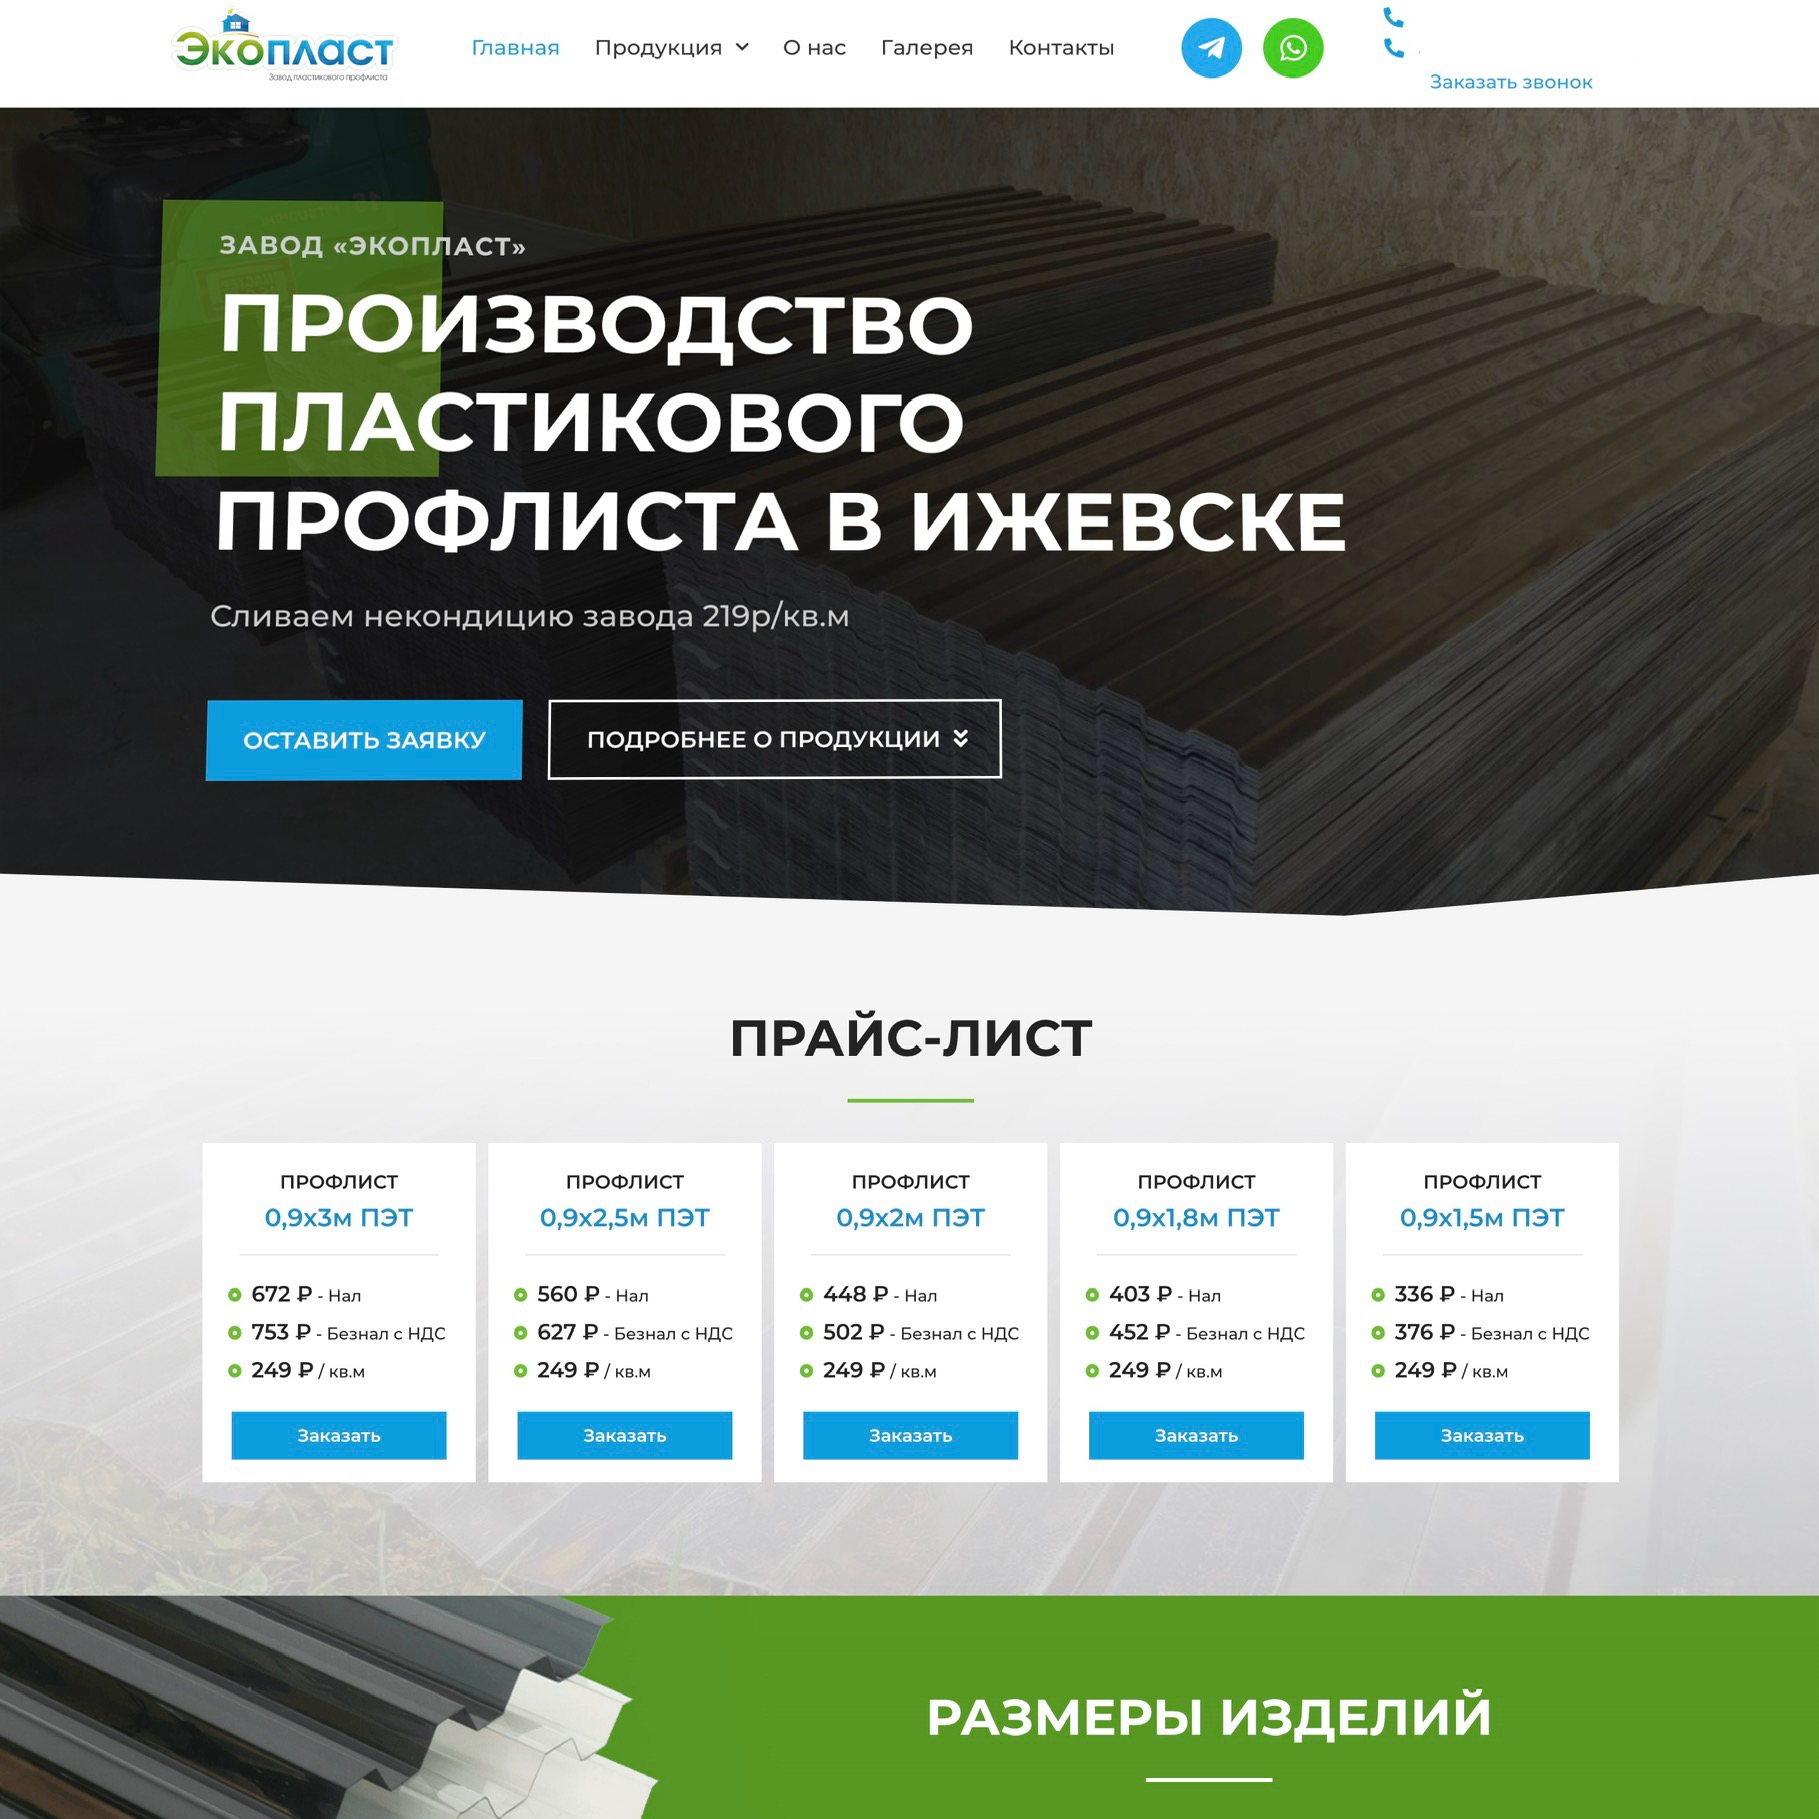 Экопласт
Завод пластикового профлиста
Главная
Продукция
О нас
Галерея
Контакты
Заказать звонок
ЗАВОД «ЭКОПЛАСТ»
ПРОИЗВОДСТВО
ПЛАСТИКОВОГО
ПРОФЛИСТА В ИЖЕВСКЕ
Сливаем некондицию завода 219р/кв.м
ОСТАВИТЬ ЗАЯВКУ
ПОДРОБНЕЕ О ПРОДУКЦИИ
ПРАЙС-ЛИСТ
ПРОФЛИСТ
0,9х3м ПЭТ
672 ₽ - Нал
753 ₽ - Безнал с НДС
249 ₽ / кв.м
Заказать
ПРОФЛИСТ
0,9х2,5м ПЭТ
560 ₽ - Нал
627 ₽ - Безнал с НДС
249 ₽ / кв.м
Заказать
ПРОФЛИСТ
0,9х2м ПЭТ
448 ₽ - Нал
502 ₽ - Безнал с НДС
249 ₽ / кв.м
Заказать
ПРОФЛИСТ
0,9х1,8м ПЭТ
403 ₽ - Нал
452 ₽ - Безнал с НДС
249 ₽ / кв.м
Заказать
ПРОФЛИСТ
0,9х1,5м ПЭТ
336 ₽ - Нал
376 ₽ - Безнал с НДС
249 ₽ / кв.м
Заказать
РАЗМЕРЫ ИЗДЕЛИЙ